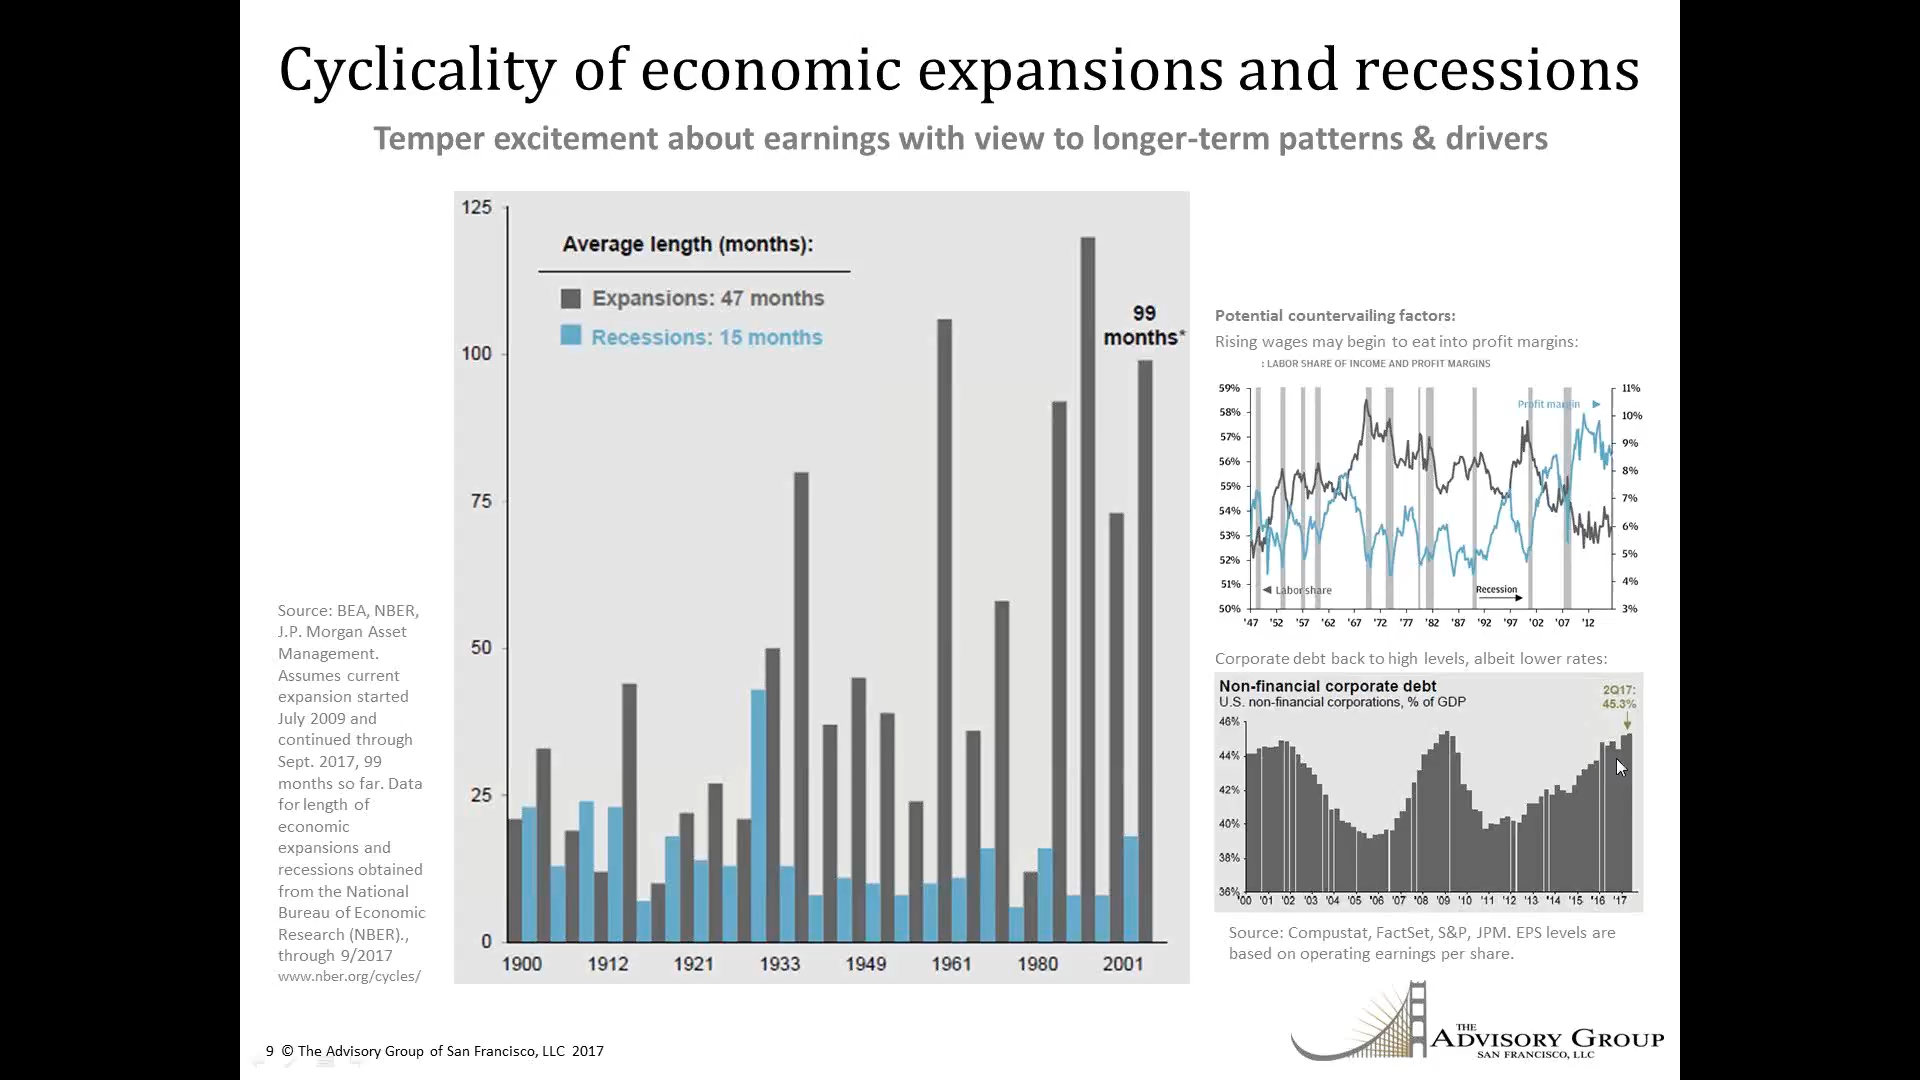 Cyclicality of economic expansions and recessions
Temper excitement about earnings with view to longer-term patterns & drivers
125
100
75
50
25
0
Average length (months):
Expansions: 47 months
Recessions: 15 months
99
months*
1900 1912 1921 1933 1949 1961 1980 2001
Source: BEA, NBER,
J.P. Morgan Asset
Management.
Assumes current
expansion started
July 2009 and
continued through
Sept. 2017, 99
months so far. Data
for length of
economic
expansions and
recessions obtained
from the National
Bureau of Economic
Research (NBER).,
through 9/2017
www.nber.org/cycles/
Potential countervailing factors:
Rising wages may begin to eat into profit margins:
: LABOR SHARE OF INCOME AND PROFIT MARGINS
59%
58%
57%
56%
55%
54%
53%
52%
51%
50%
11%
10%
9%
8%
7%
6%
5%
4%
3%
Profit margin
Labor share
Recession
'47 '52 '57 '62 '67 '72 '77 '82 '87 '92 '97 '02 '07 '12
Corporate debt back to high levels, albeit lower rates:
Non-financial corporate debt
U.S. non-financial corporations, % of GDP
2Q17:
45.3%
46%
44%
42%
40%
38%
36%
'00 '01 '02 '03 '04 '05 '06 '07 '08 '09 '10 '11 '12 '13 '14 '15 '16 '17
Source: Compustat, FactSet, S&P, JPM. EPS levels are
based on operating earnings per share.
THE
ADVISORY GROUP
SAN FRANCISCO, LLC
9 © The Advisory Group of San Francisco, LLC 2017